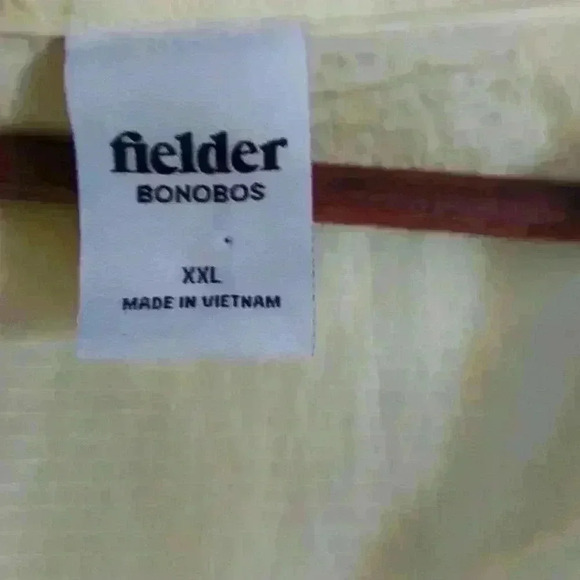 fielder
BONOBOS
XXL
MADE IN VIETNAM